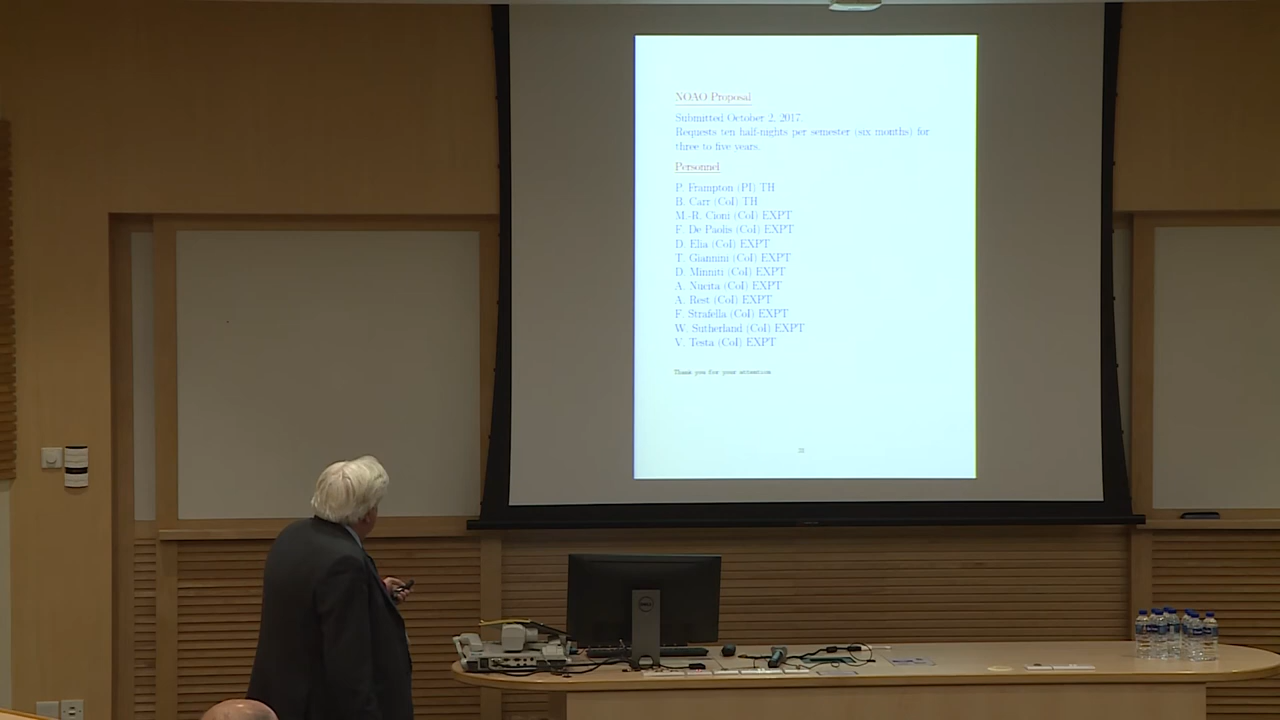 NOAO Proposal
Submitted October 2, 2017.
Requests ten half-nights per semester (six months) for
three to five years.
Personnel
P. Frampton (PI) TH
B. Carr (CoI) TH
M.-R. Cioni (CoI) EXPT
F. De Paolis (CoI) EXPT
D. Elia (CoI) EXPT
T. Giannini (CoI) EXPT
D. Minniti (CoI) EXPT
A. Nucita (CoI) EXPT
A. Rest (CoI) EXPT
F. Strafella (CoI) EXPT
W. Sutherland (CoI) EXPT
V. Testa (CoI) EXPT
Thank you for your attention
DELL